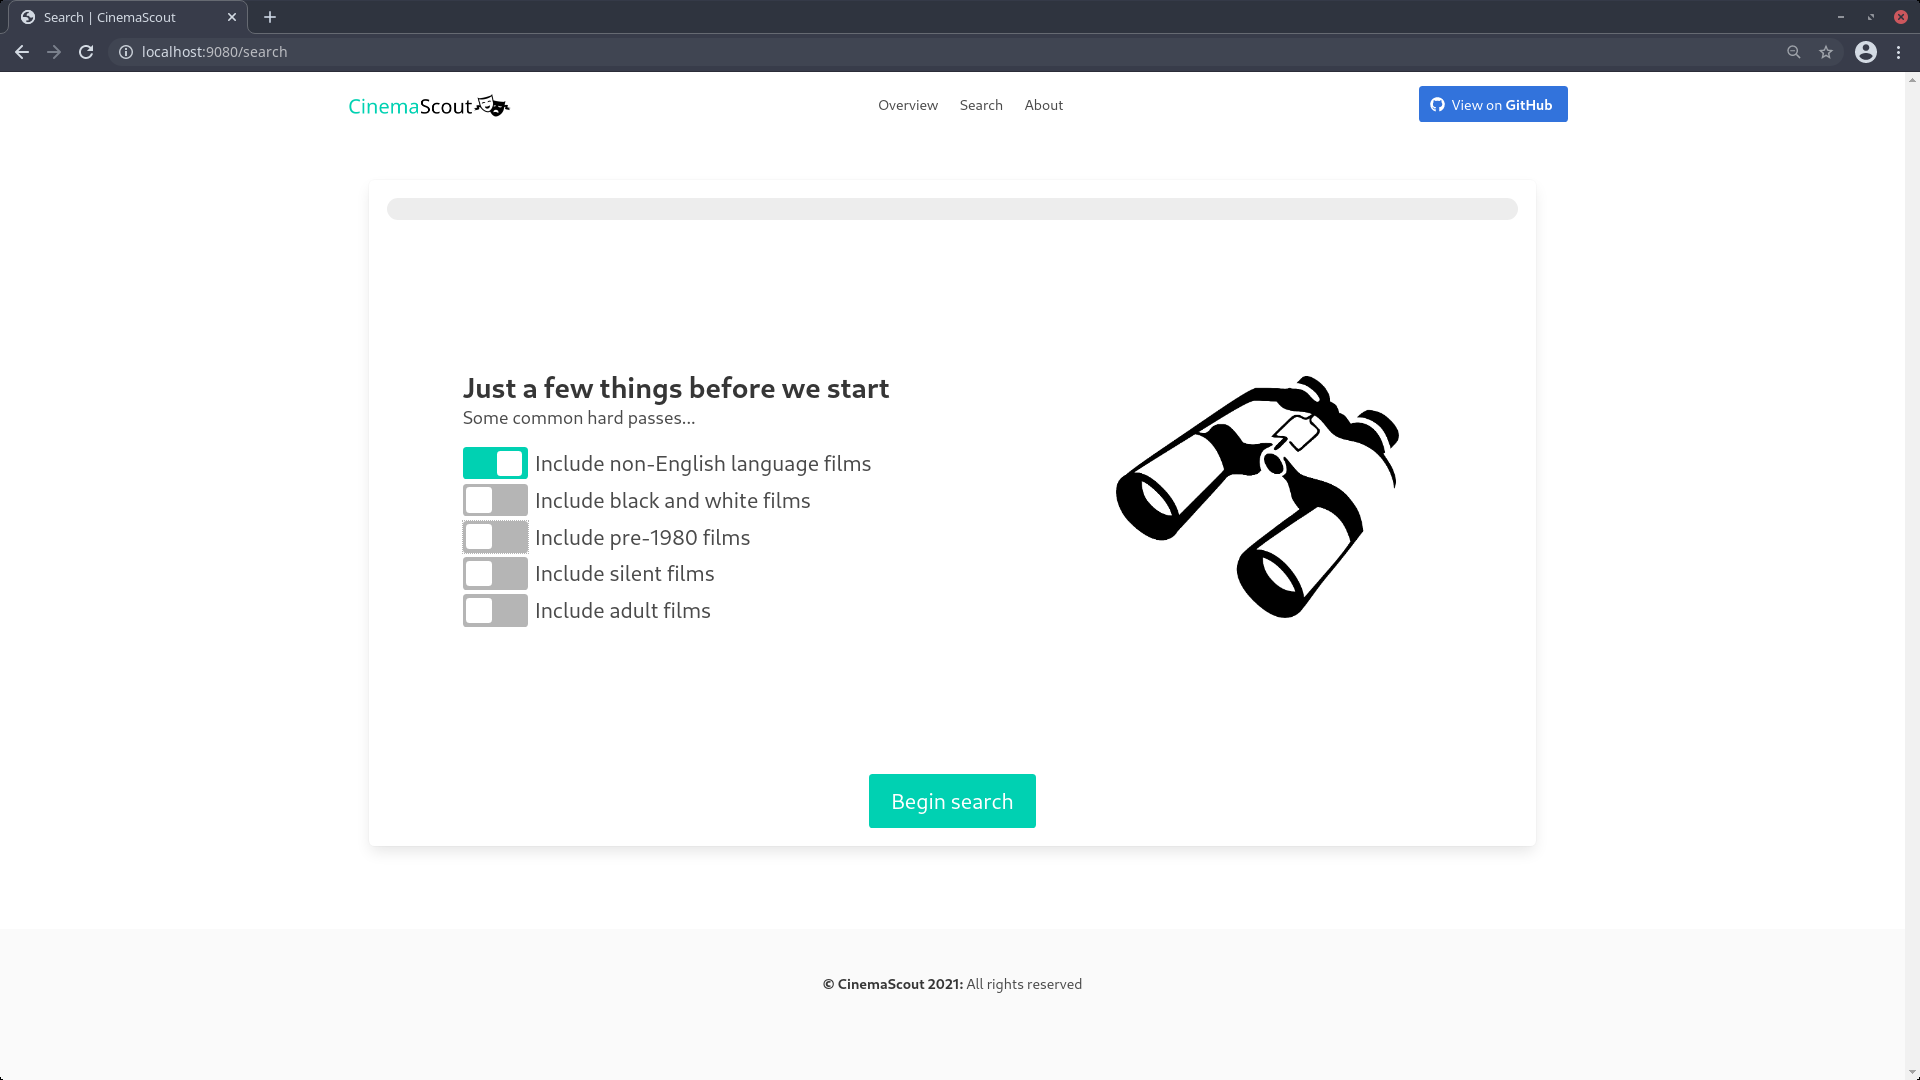 Search | CinemaScout
localhost:9080/search
CinemaScout
Overview
Search
About
View on GitHub
Just a few things before we start
Some common hard passes...
Include non-English language films
Include black and white films
Include pre-1980 films
Include silent films
Include adult films
Begin search
© CinemaScout 2021: All rights reserved